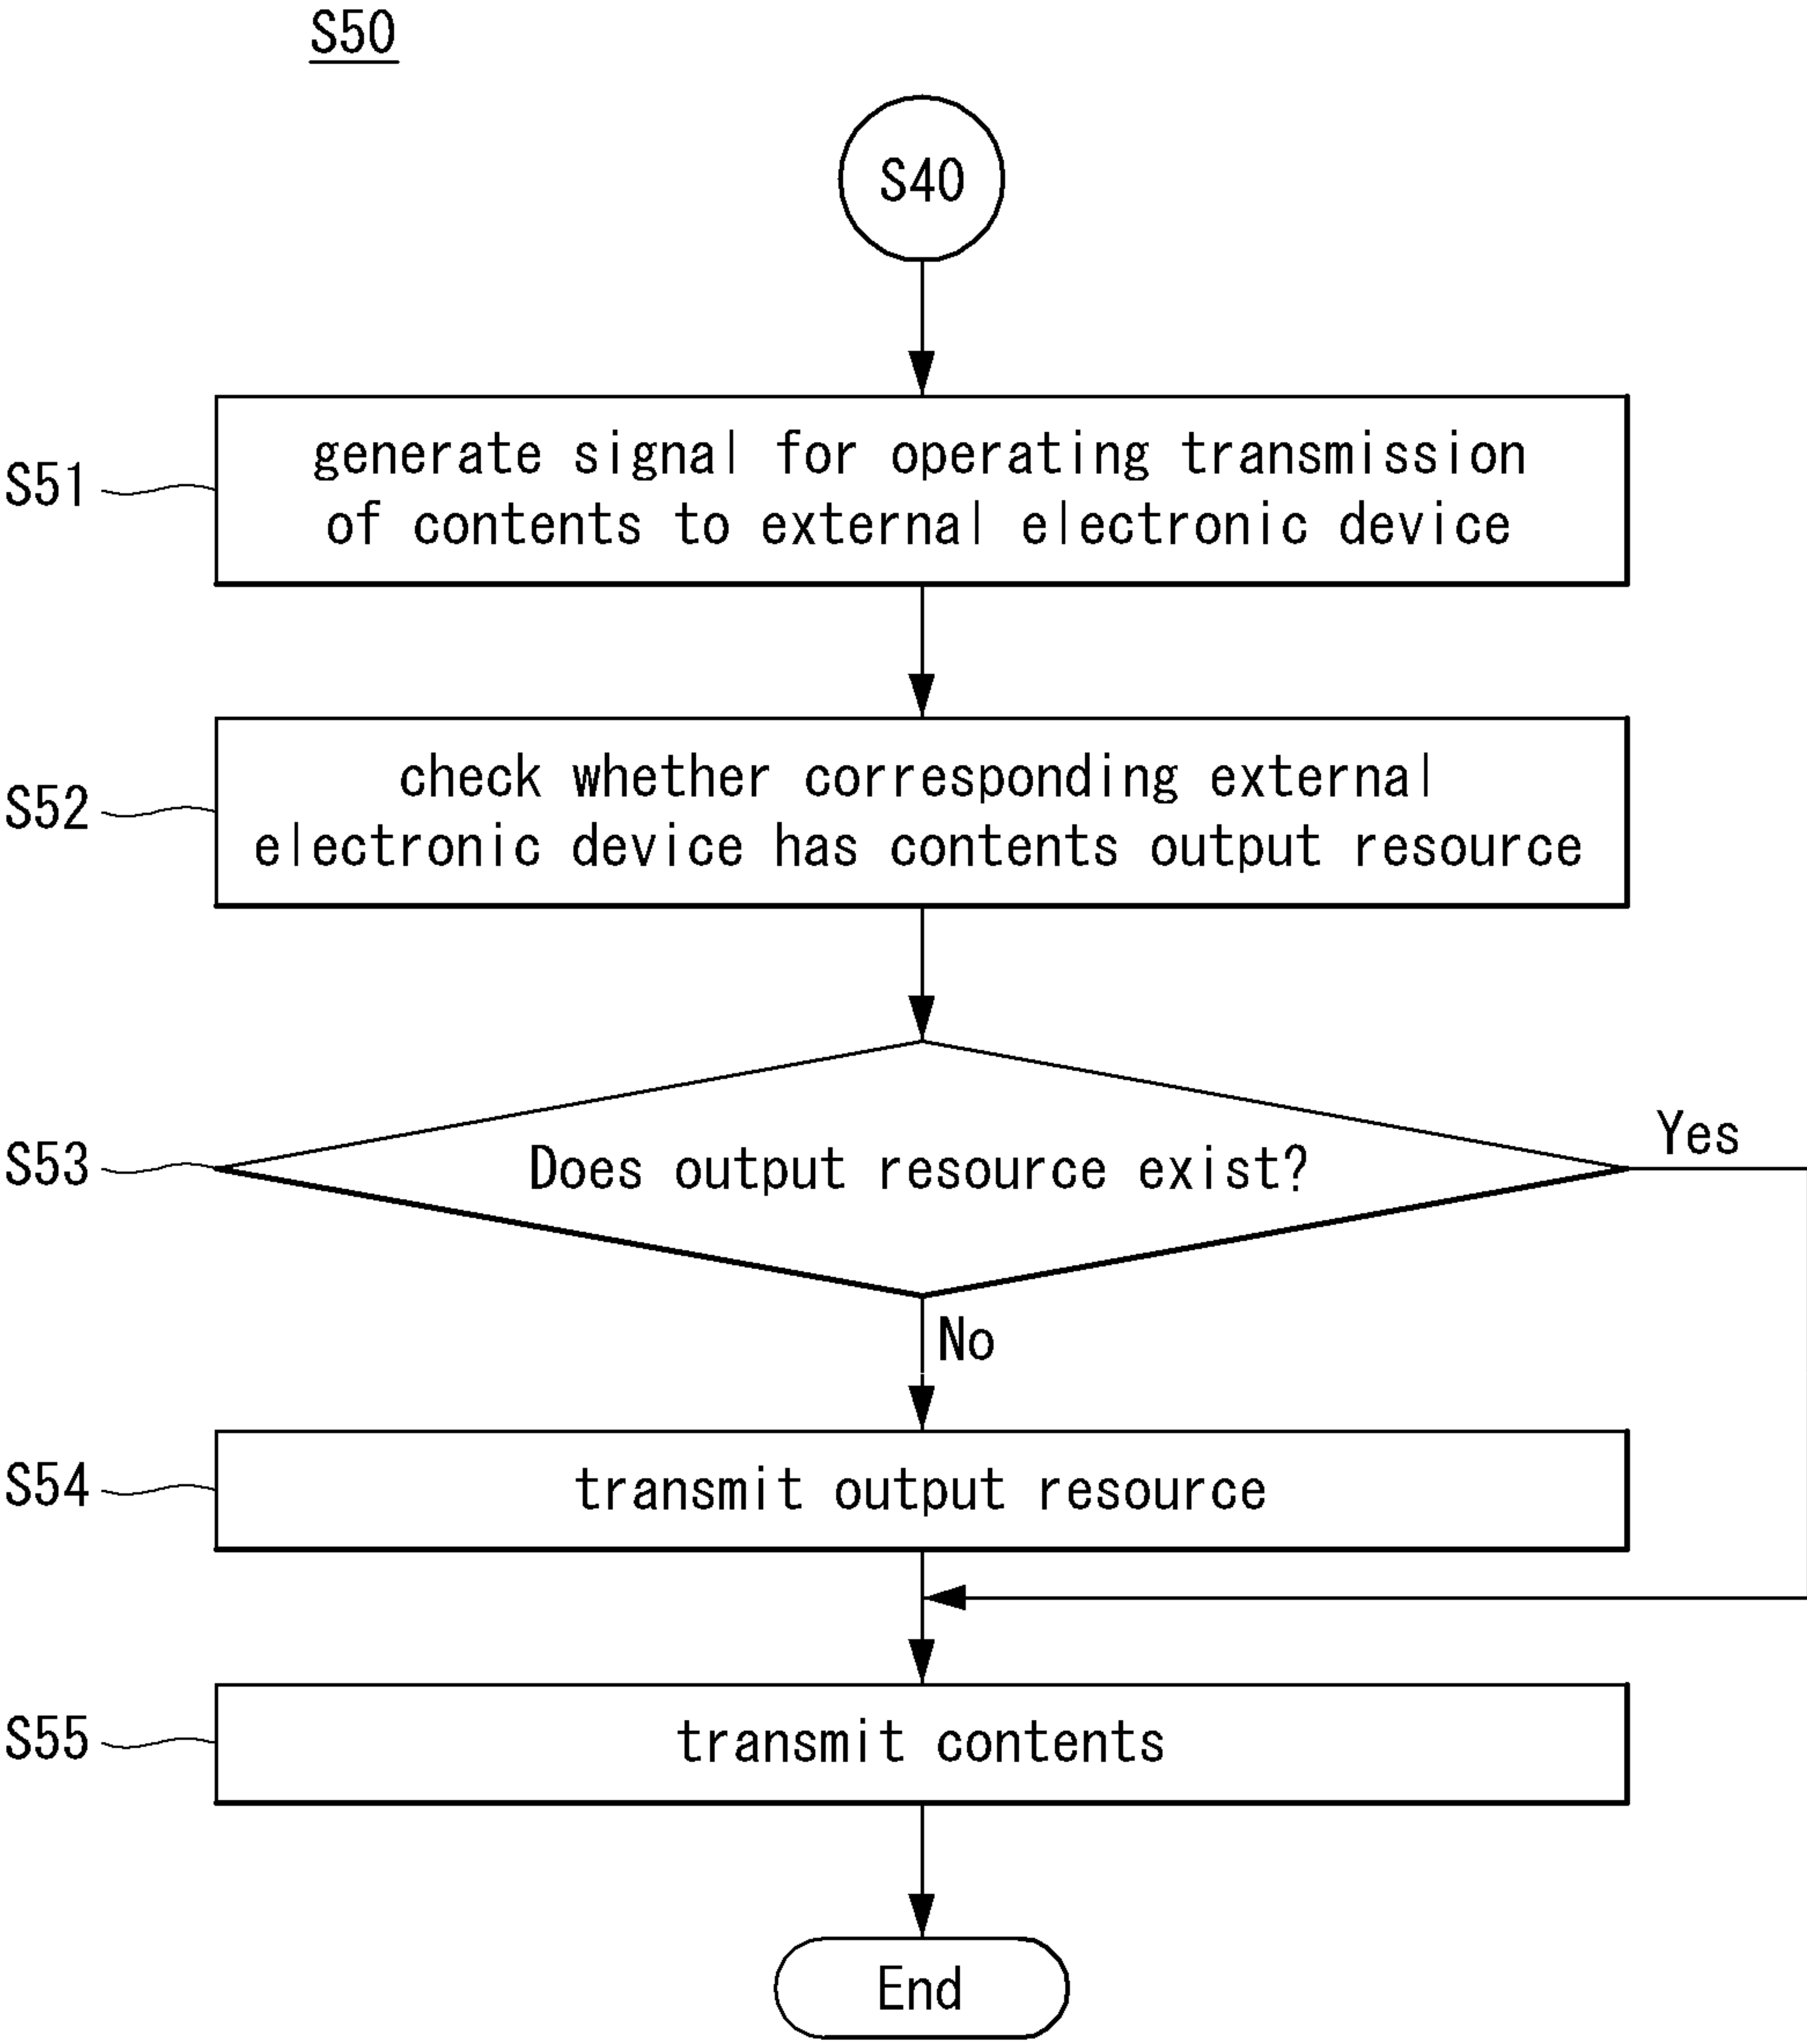 S50
S40
S51
generate signal for operating transmission
of contents to external electronic device
S52
check whether corresponding external
electronic device has contents output resource
S53
Does output resource exist?
Yes
No
S54
transmit output resource
S55
transmit contents
End